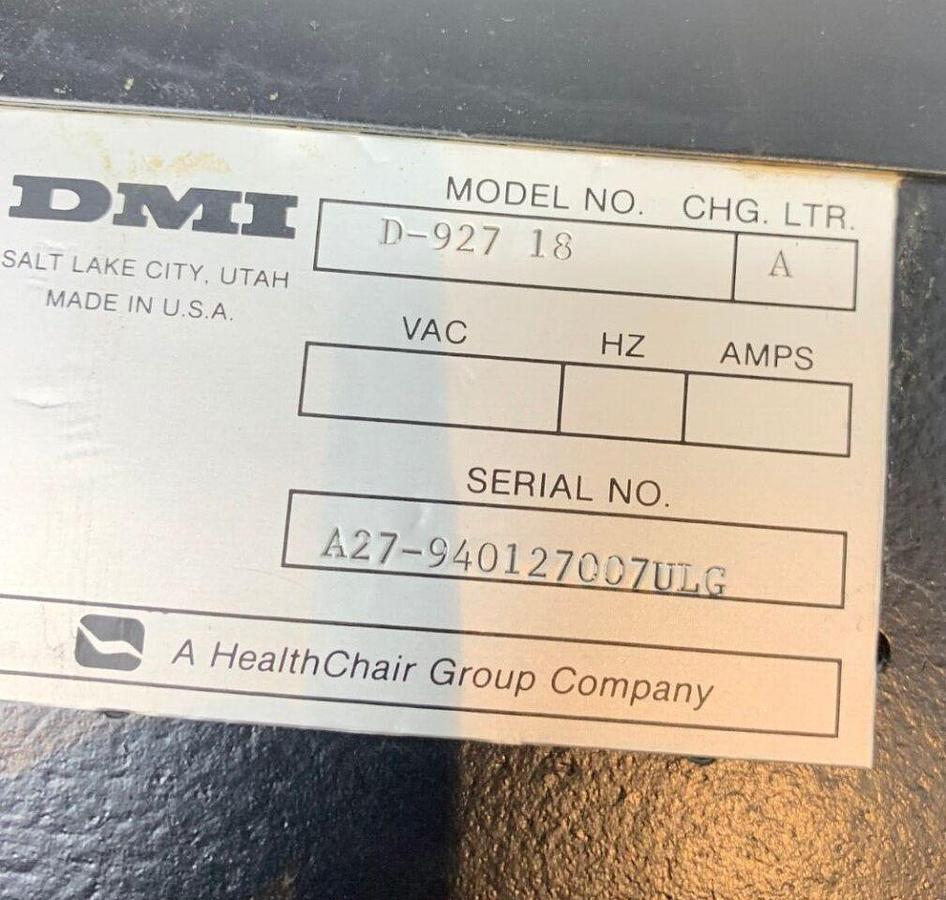 DMI
SALT LAKE CITY, UTAH
MADE IN U.S.A.
MODEL NO. CHG. LTR.
D-927 18 A
VAC HZ AMPS
SERIAL NO.
A27-940127007ULG
A HealthChair Group Company